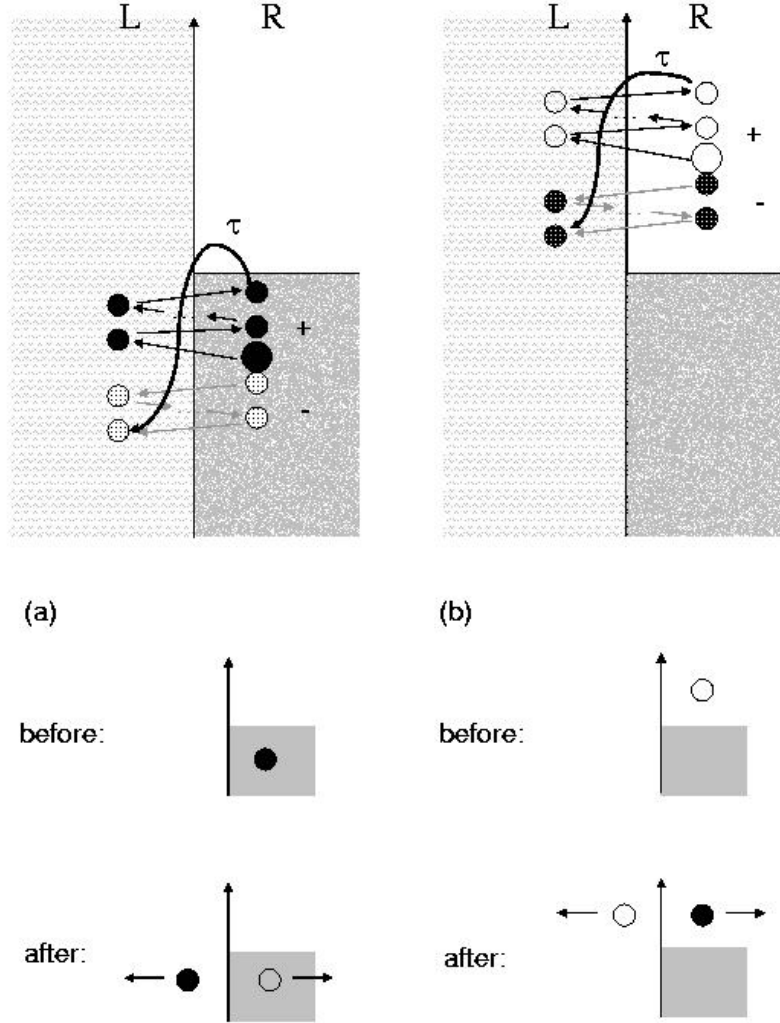 L R
τ
+
-
L R
τ
+
-
(a)
(b)
before:
before:
after:
after: